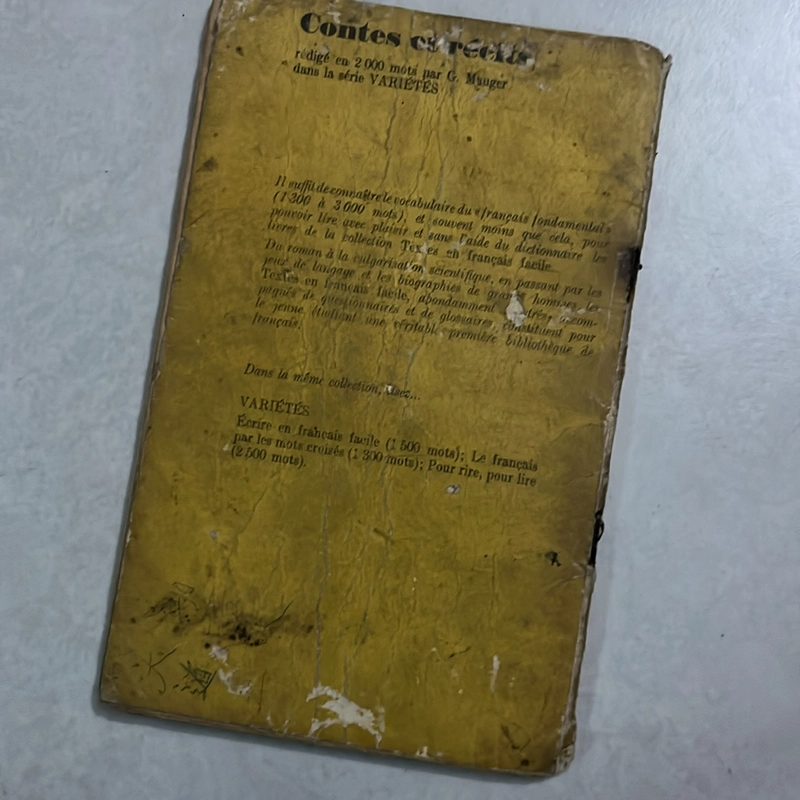 Contes et récits
rédigé en 2 000 mots par G. Mauger
dans la série VARIÉTÉS
Il suffit de connaître le vocabulaire du « français fondamental »
(1 300 à 3 000 mots), et souvent moins que cela, pour
pouvoir lire avec plaisir et sans l'aide du dictionnaire les
livres de la collection Textes en français facile.
Du roman à la vulgarisation scientifique, en passant par les
jeux de langage et les biographies de grands hommes, les
Textes en français facile, abondamment illustrés, accom-
pagnés de questionnaires et de glossaires, constituent pour
le jeune étudiant une véritable première bibliothèque de
français.
Dans la même collection, lisez...
VARIÉTÉS
Écrire en français facile (1 500 mots); Le français
par les mots croisés (1 300 mots); Pour rire, pour lire
(2 500 mots).